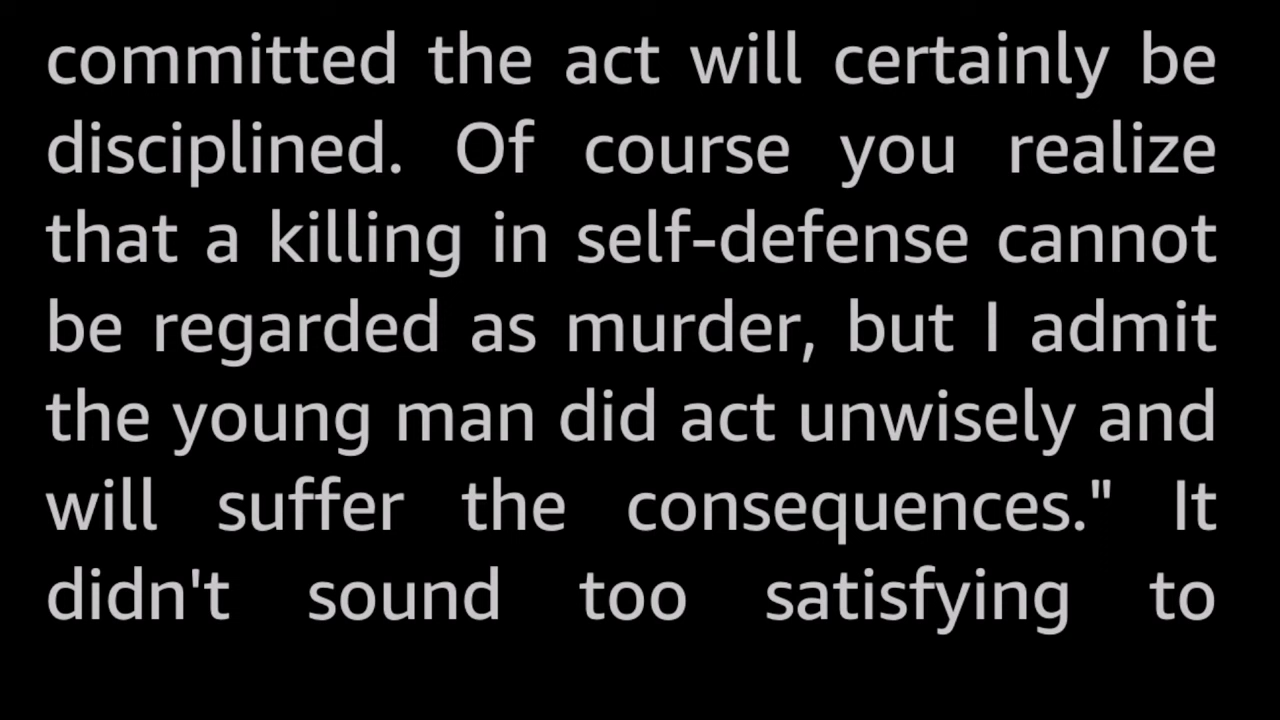 committed the act will certainly be
disciplined. Of course you realize
that a killing in self-defense cannot
be regarded as murder, but I admit
the young man did act unwisely and
will suffer the consequences." It
didn't sound too satisfying to